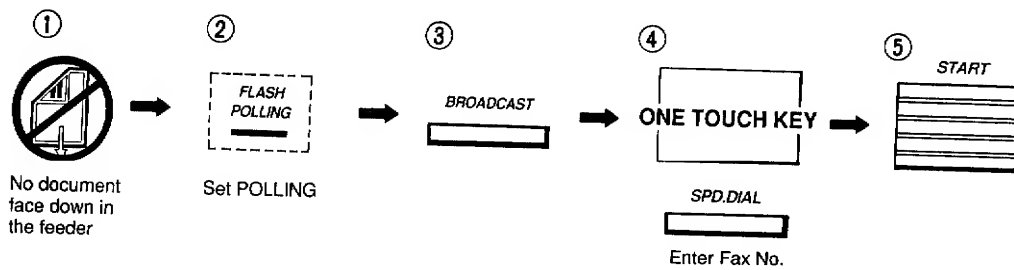 ①
No document
face down in
the feeder
②
FLASH
POLLING
Set POLLING
③
BROADCAST
④
ONE TOUCH KEY
SPD.DIAL
Enter Fax No.
⑤
START